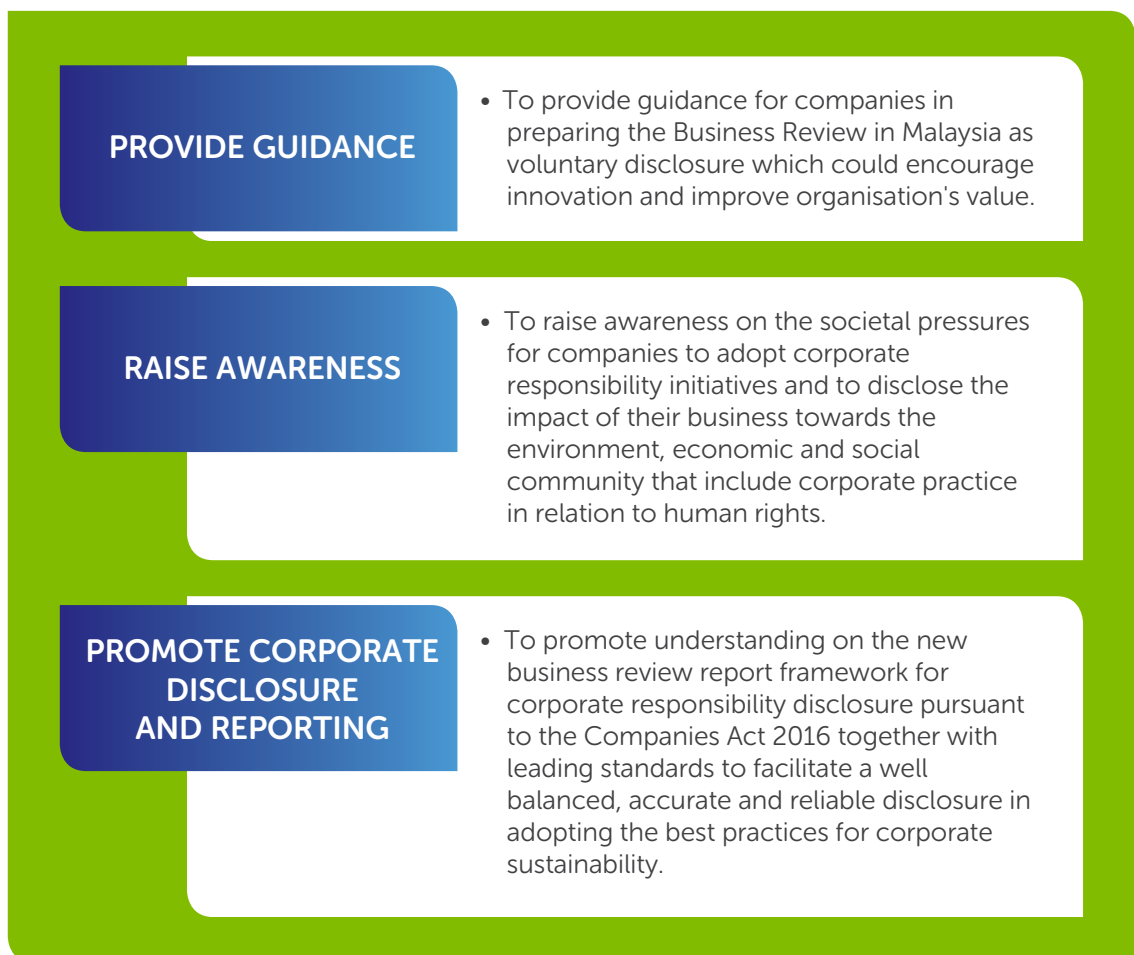 PROVIDE GUIDANCE
• To provide guidance for companies in
preparing the Business Review in Malaysia as
voluntary disclosure which could encourage
innovation and improve organisation's value.
RAISE AWARENESS
• To raise awareness on the societal pressures
for companies to adopt corporate
responsibility initiatives and to disclose the
impact of their business towards the
environment, economic and social
community that include corporate practice
in relation to human rights.
PROMOTE CORPORATE
DISCLOSURE
AND REPORTING
• To promote understanding on the new
business review report framework for
corporate responsibility disclosure pursuant
to the Companies Act 2016 together with
leading standards to facilitate a well
balanced, accurate and reliable disclosure in
adopting the best practices for corporate
sustainability.